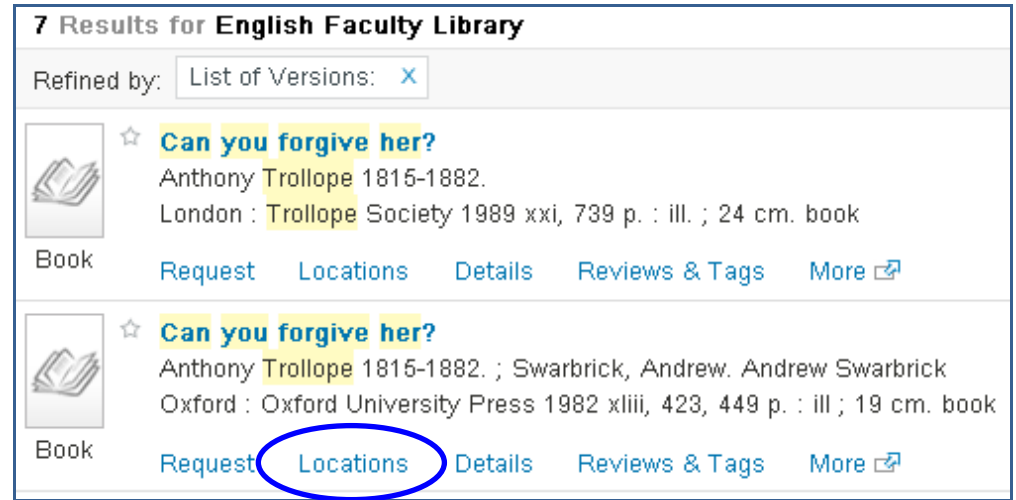 7 Results for English Faculty Library
Refined by: List of Versions: X
Can you forgive her?
Anthony Trollope 1815-1882.
London : Trollope Society 1989 xxi, 739 p. : ill. ; 24 cm. book
Book
Request Locations Details Reviews & Tags More
Can you forgive her?
Anthony Trollope 1815-1882. ; Swarbrick, Andrew. Andrew Swarbrick
Oxford : Oxford University Press 1982 xliii, 423, 449 p. : ill ; 19 cm. book
Book
Request Locations Details Reviews & Tags More